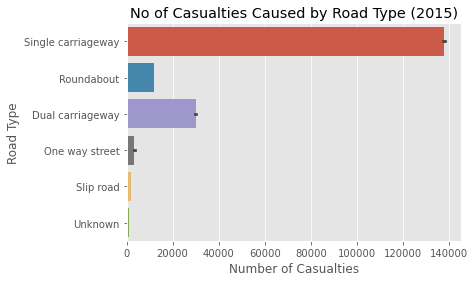 No of Casualties Caused by Road Type (2015)
Road Type
Single carriageway
Roundabout
Dual carriageway
One way street
Slip road
Unknown
0 20000 40000 60000 80000 100000 120000 140000
Number of Casualties